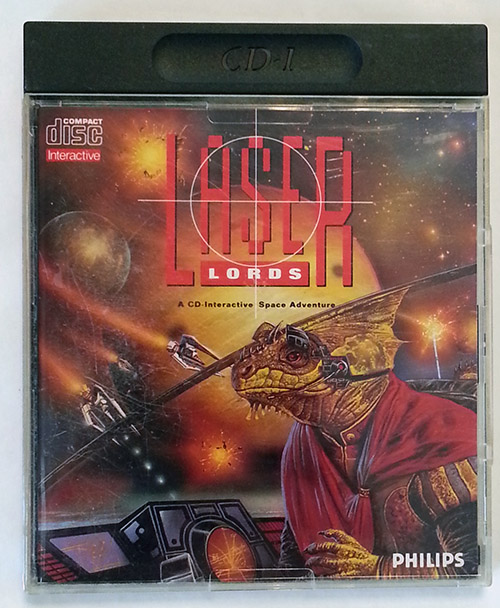 CD-I
COMPACT
disc
Interactive
LASER
LORDS
A CD-Interactive Space Adventure
PHILIPS